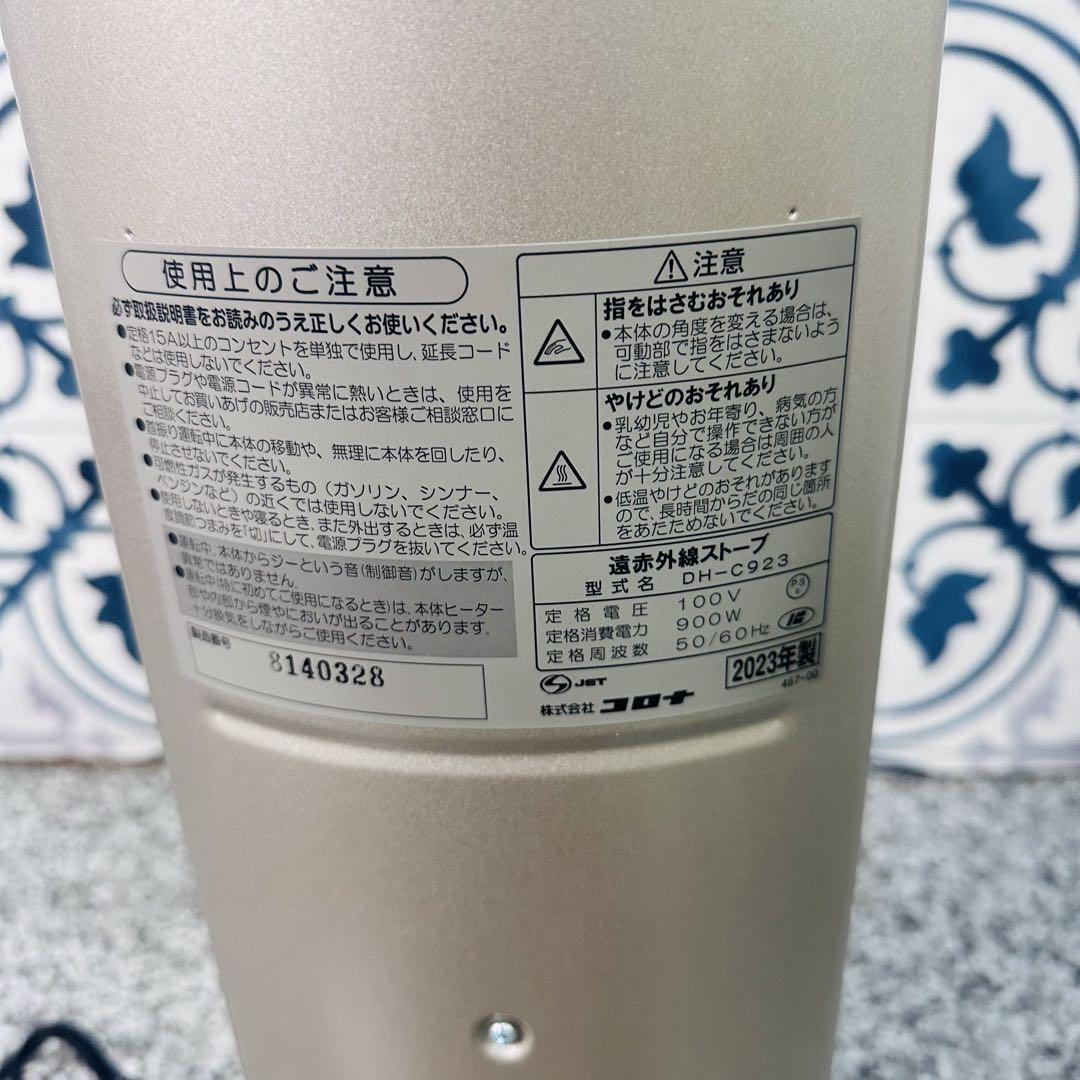 使用上のご注意
必ず取扱説明書をお読みのうえ正しくお使いください。
●定格15A以上のコンセントを単独で使用し、延長コード
などは使用しないでください。
●電源プラグや電源コードが異常に熱いときは、使用を
中止してお買いあげの販売店またはお客様ご相談窓口に
ご相談ください。
●首振り運転中に本体の移動や、無理に本体を回したり、
停止させないでください。
●可燃性ガスが発生するもの（ガソリン、シンナー、
ベンジンなど）の近くでは使用しないでください。
●使用しないときや寝るとき、また外出するときは、必ず温
度調節つまみを「切」にして、電源プラグを抜いてください。
●運転中、本体からジーという音(制御音)がしますが、
異常ではありません。
●運転中(特に初めてご使用になるとき)は、本体ヒーター
部や内部から煙やにおいが出ることがあります。
十分換気をしながらご使用ください。
製造番号
8140328
⚠注意
指をはさむおそれあり
●本体の角度を変える場合は、
可動部で指をはさまないよう
に注意してください。
やけどのおそれあり
●乳幼児やお年寄り、病気の方
など自分で操作できない方が
ご使用になる場合は周囲の人
が十分注意してください。
●低温やけどのおそれがあります
ので、長時間からだの同じ箇所
をあたためないでください。
遠赤外線ストーブ
型式名 DH-C923
定格電圧 100V
定格消費電力 900W
定格周波数 50/60Hz
PS
E
JET
2023年製
467-00
株式会社 コロナ